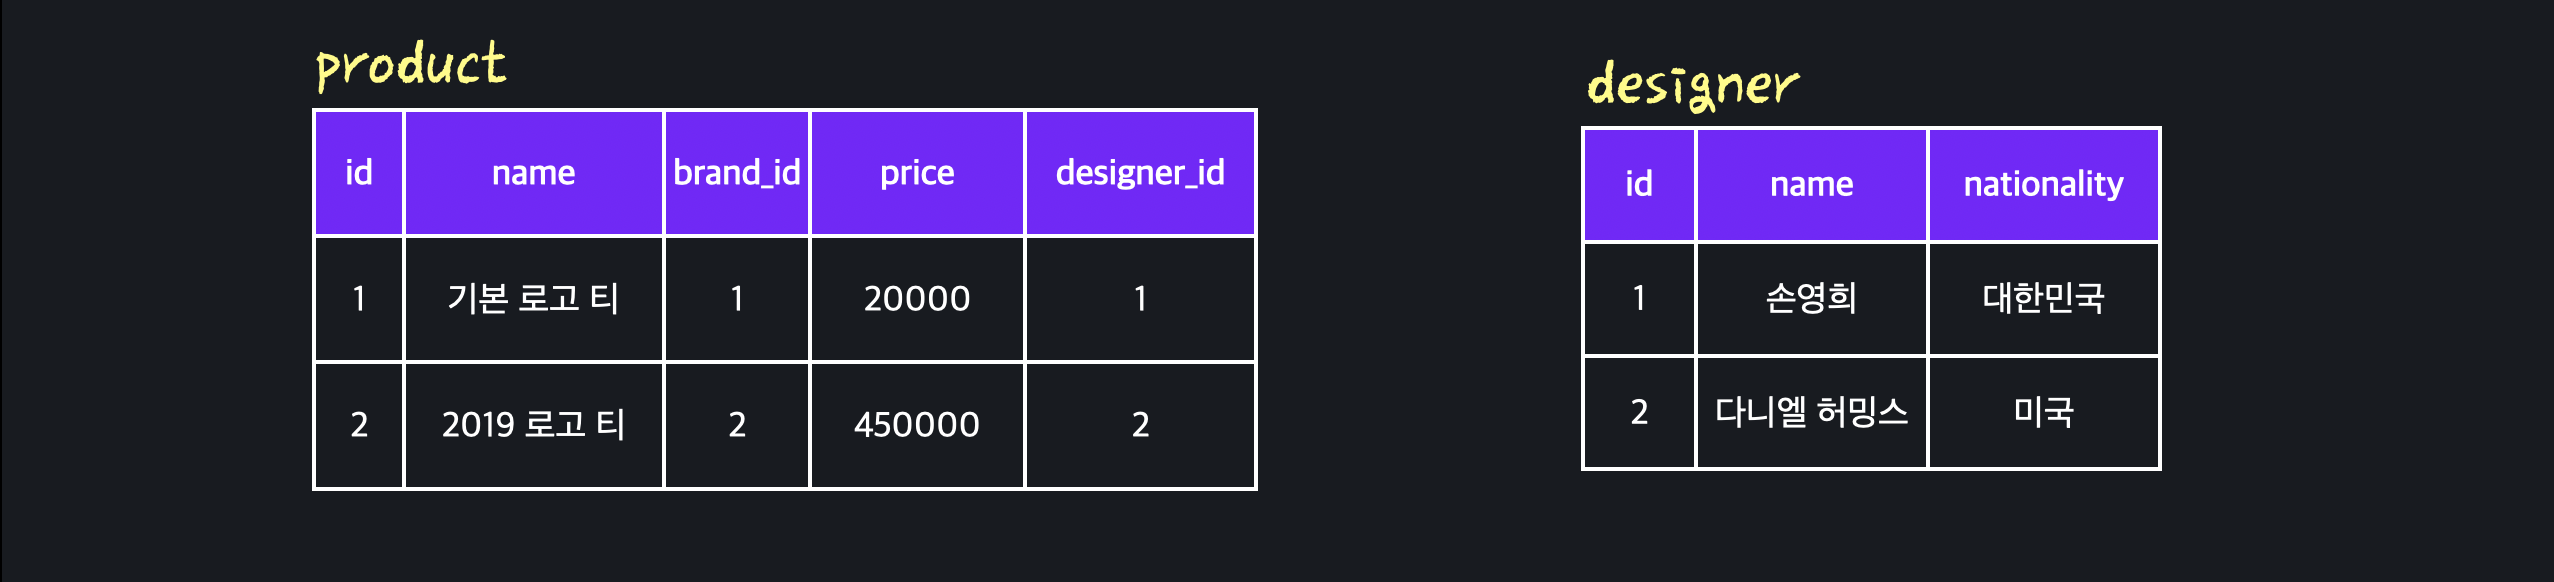 product
id name brand_id price designer_id
1 기본 로고 티 1 20000 1
2 2019 로고 티 2 450000 2
designer
id name nationality
1 손영희 대한민국
2 다니엘 허밍스 미국